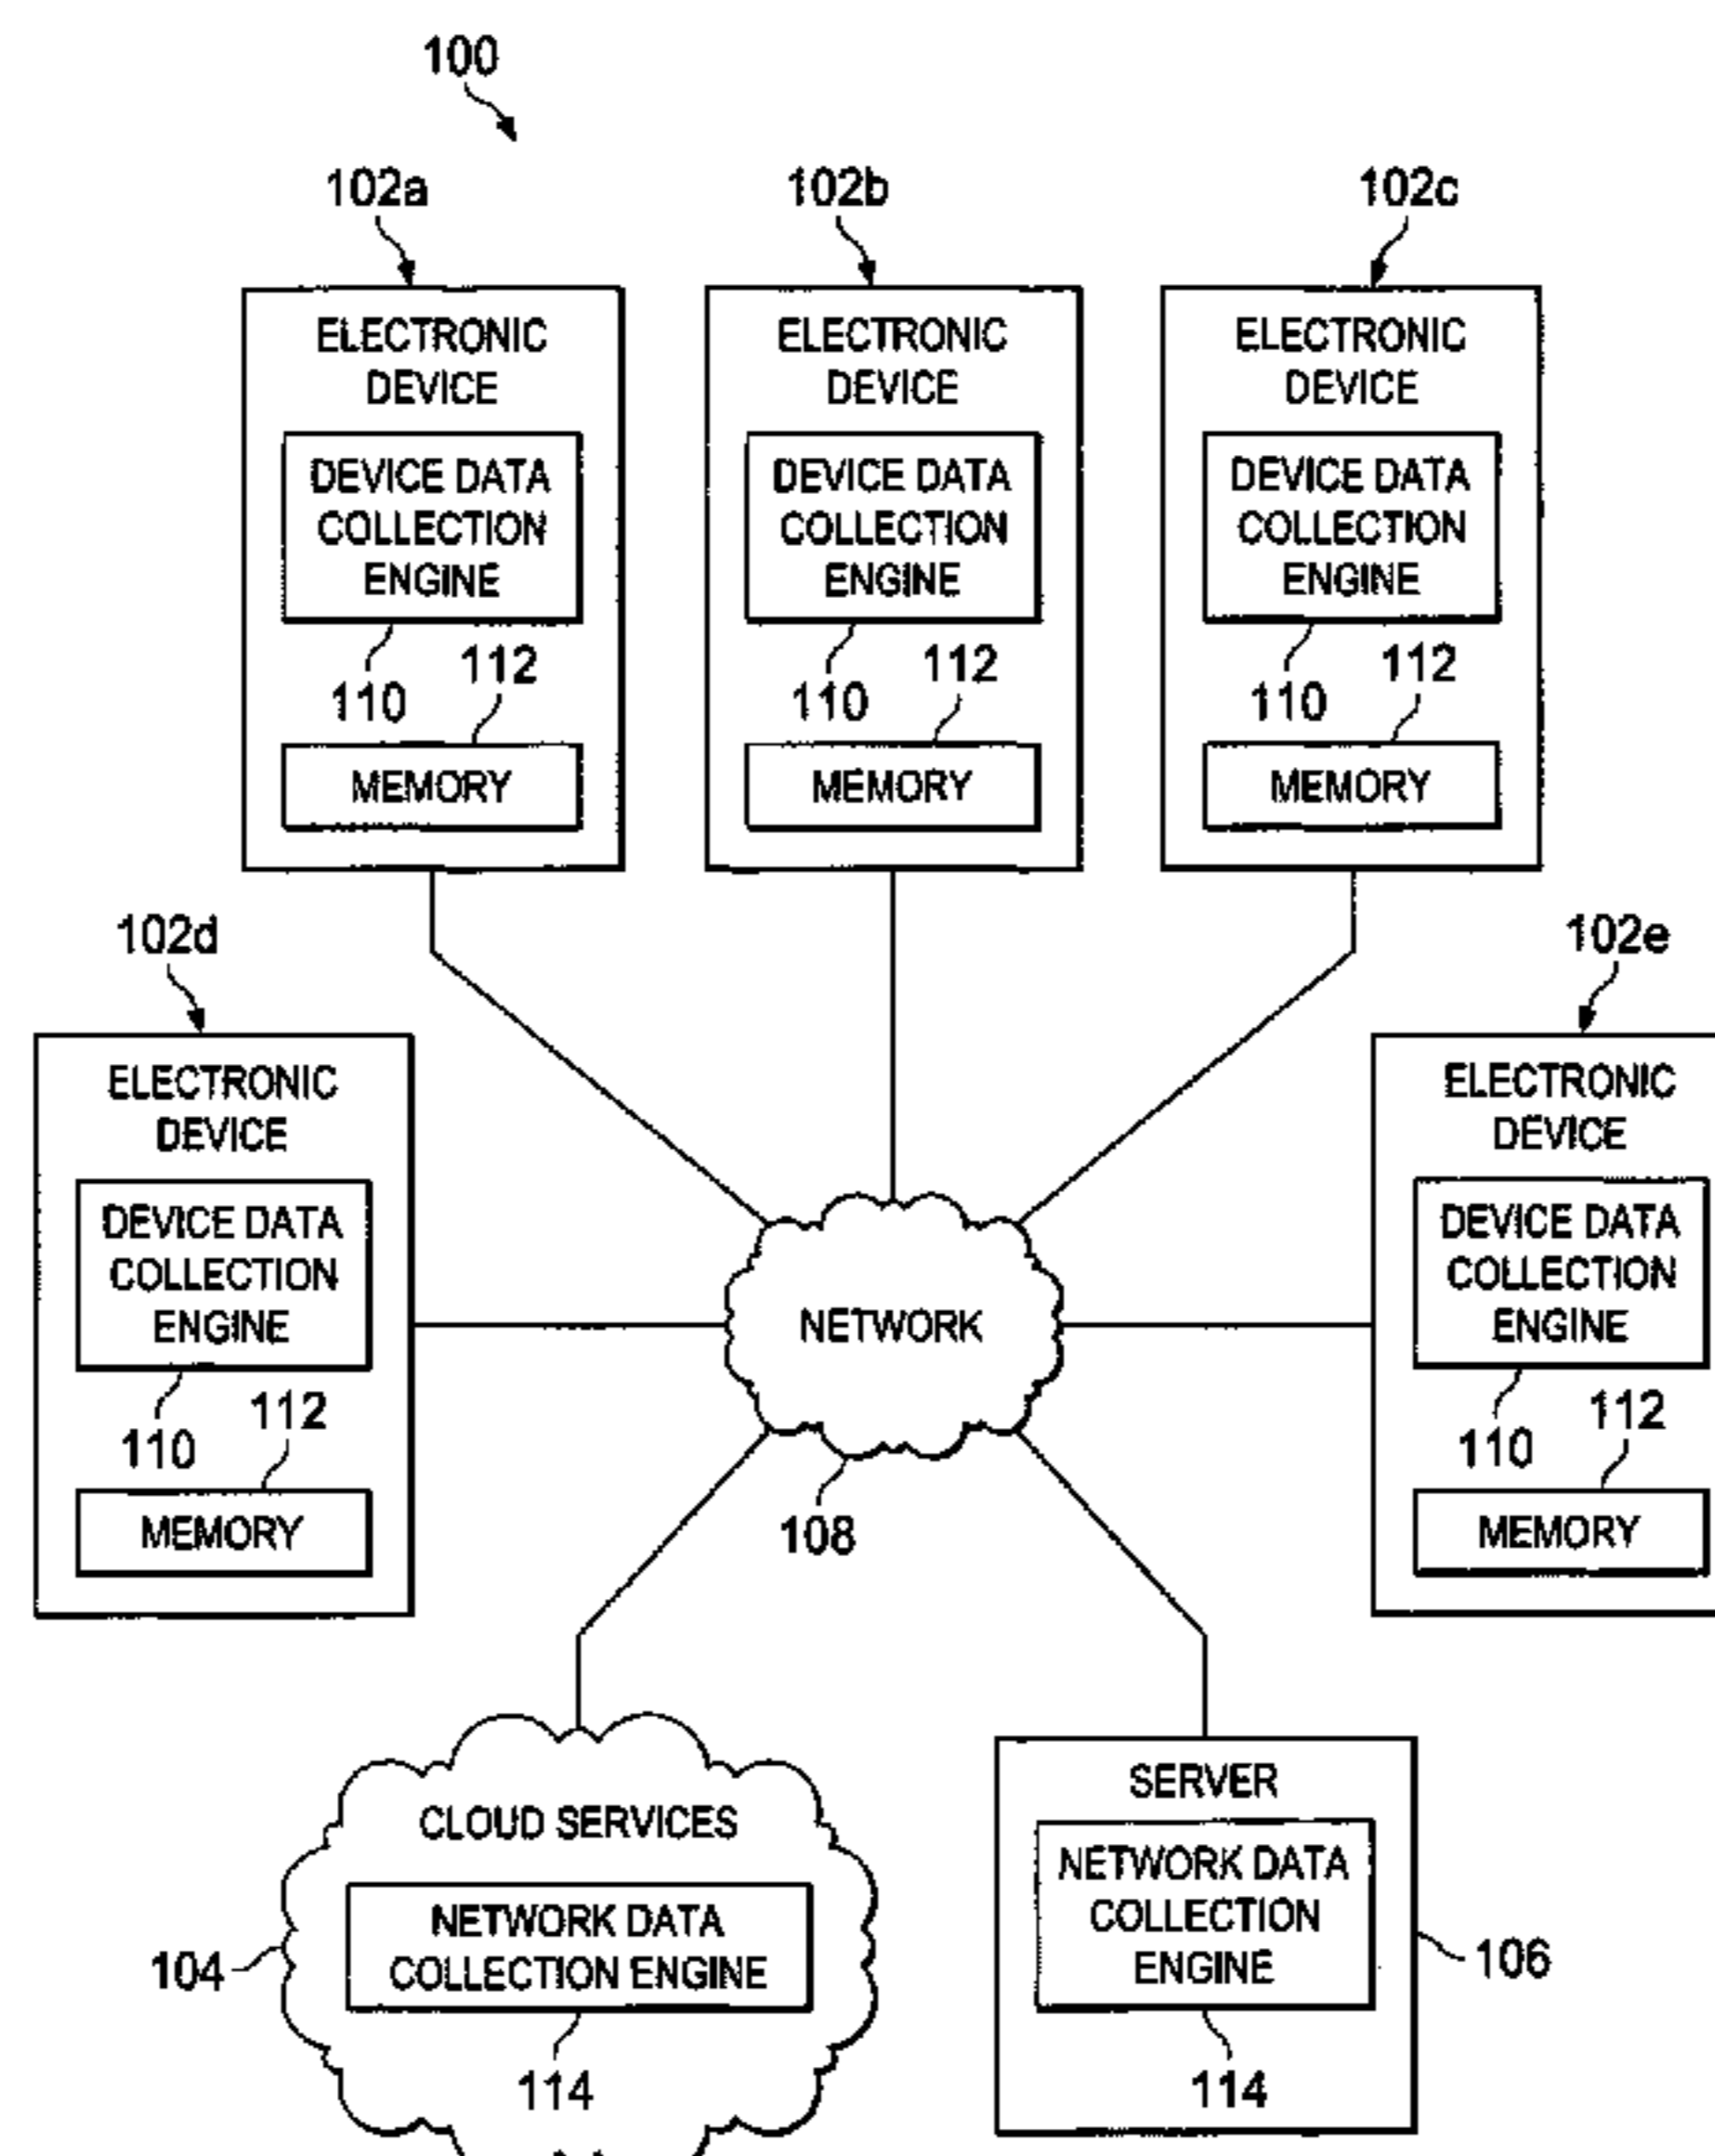 100
102a
102b
102c
ELECTRONIC
DEVICE
DEVICE DATA
COLLECTION
ENGINE
110
112
MEMORY
ELECTRONIC
DEVICE
DEVICE DATA
COLLECTION
ENGINE
110
112
MEMORY
ELECTRONIC
DEVICE
DEVICE DATA
COLLECTION
ENGINE
110
112
MEMORY
102d
102e
ELECTRONIC
DEVICE
DEVICE DATA
COLLECTION
ENGINE
110
112
MEMORY
NETWORK
108
ELECTRONIC
DEVICE
DEVICE DATA
COLLECTION
ENGINE
110
112
MEMORY
CLOUD SERVICES
NETWORK DATA
COLLECTION ENGINE
104
114
SERVER
NETWORK DATA
COLLECTION
ENGINE
106
114